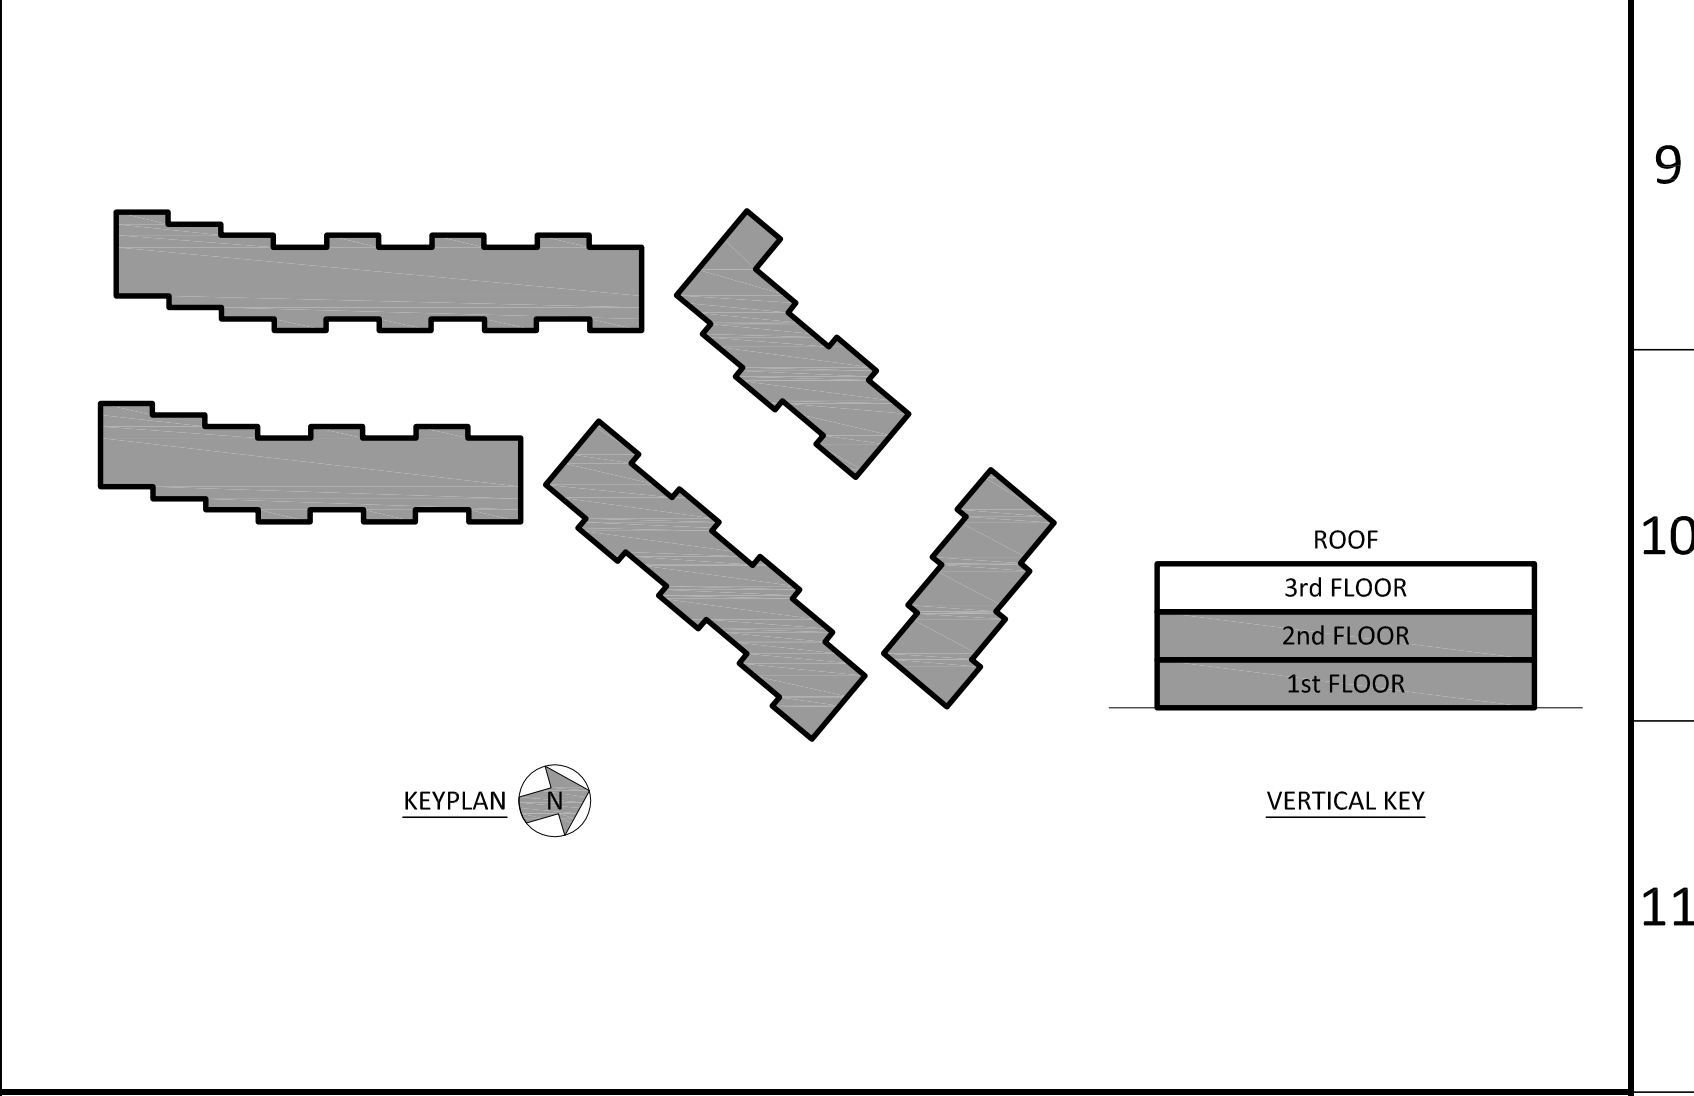 9
10
ROOF
3rd FLOOR
2nd FLOOR
1st FLOOR
KEYPLAN
N
VERTICAL KEY
11